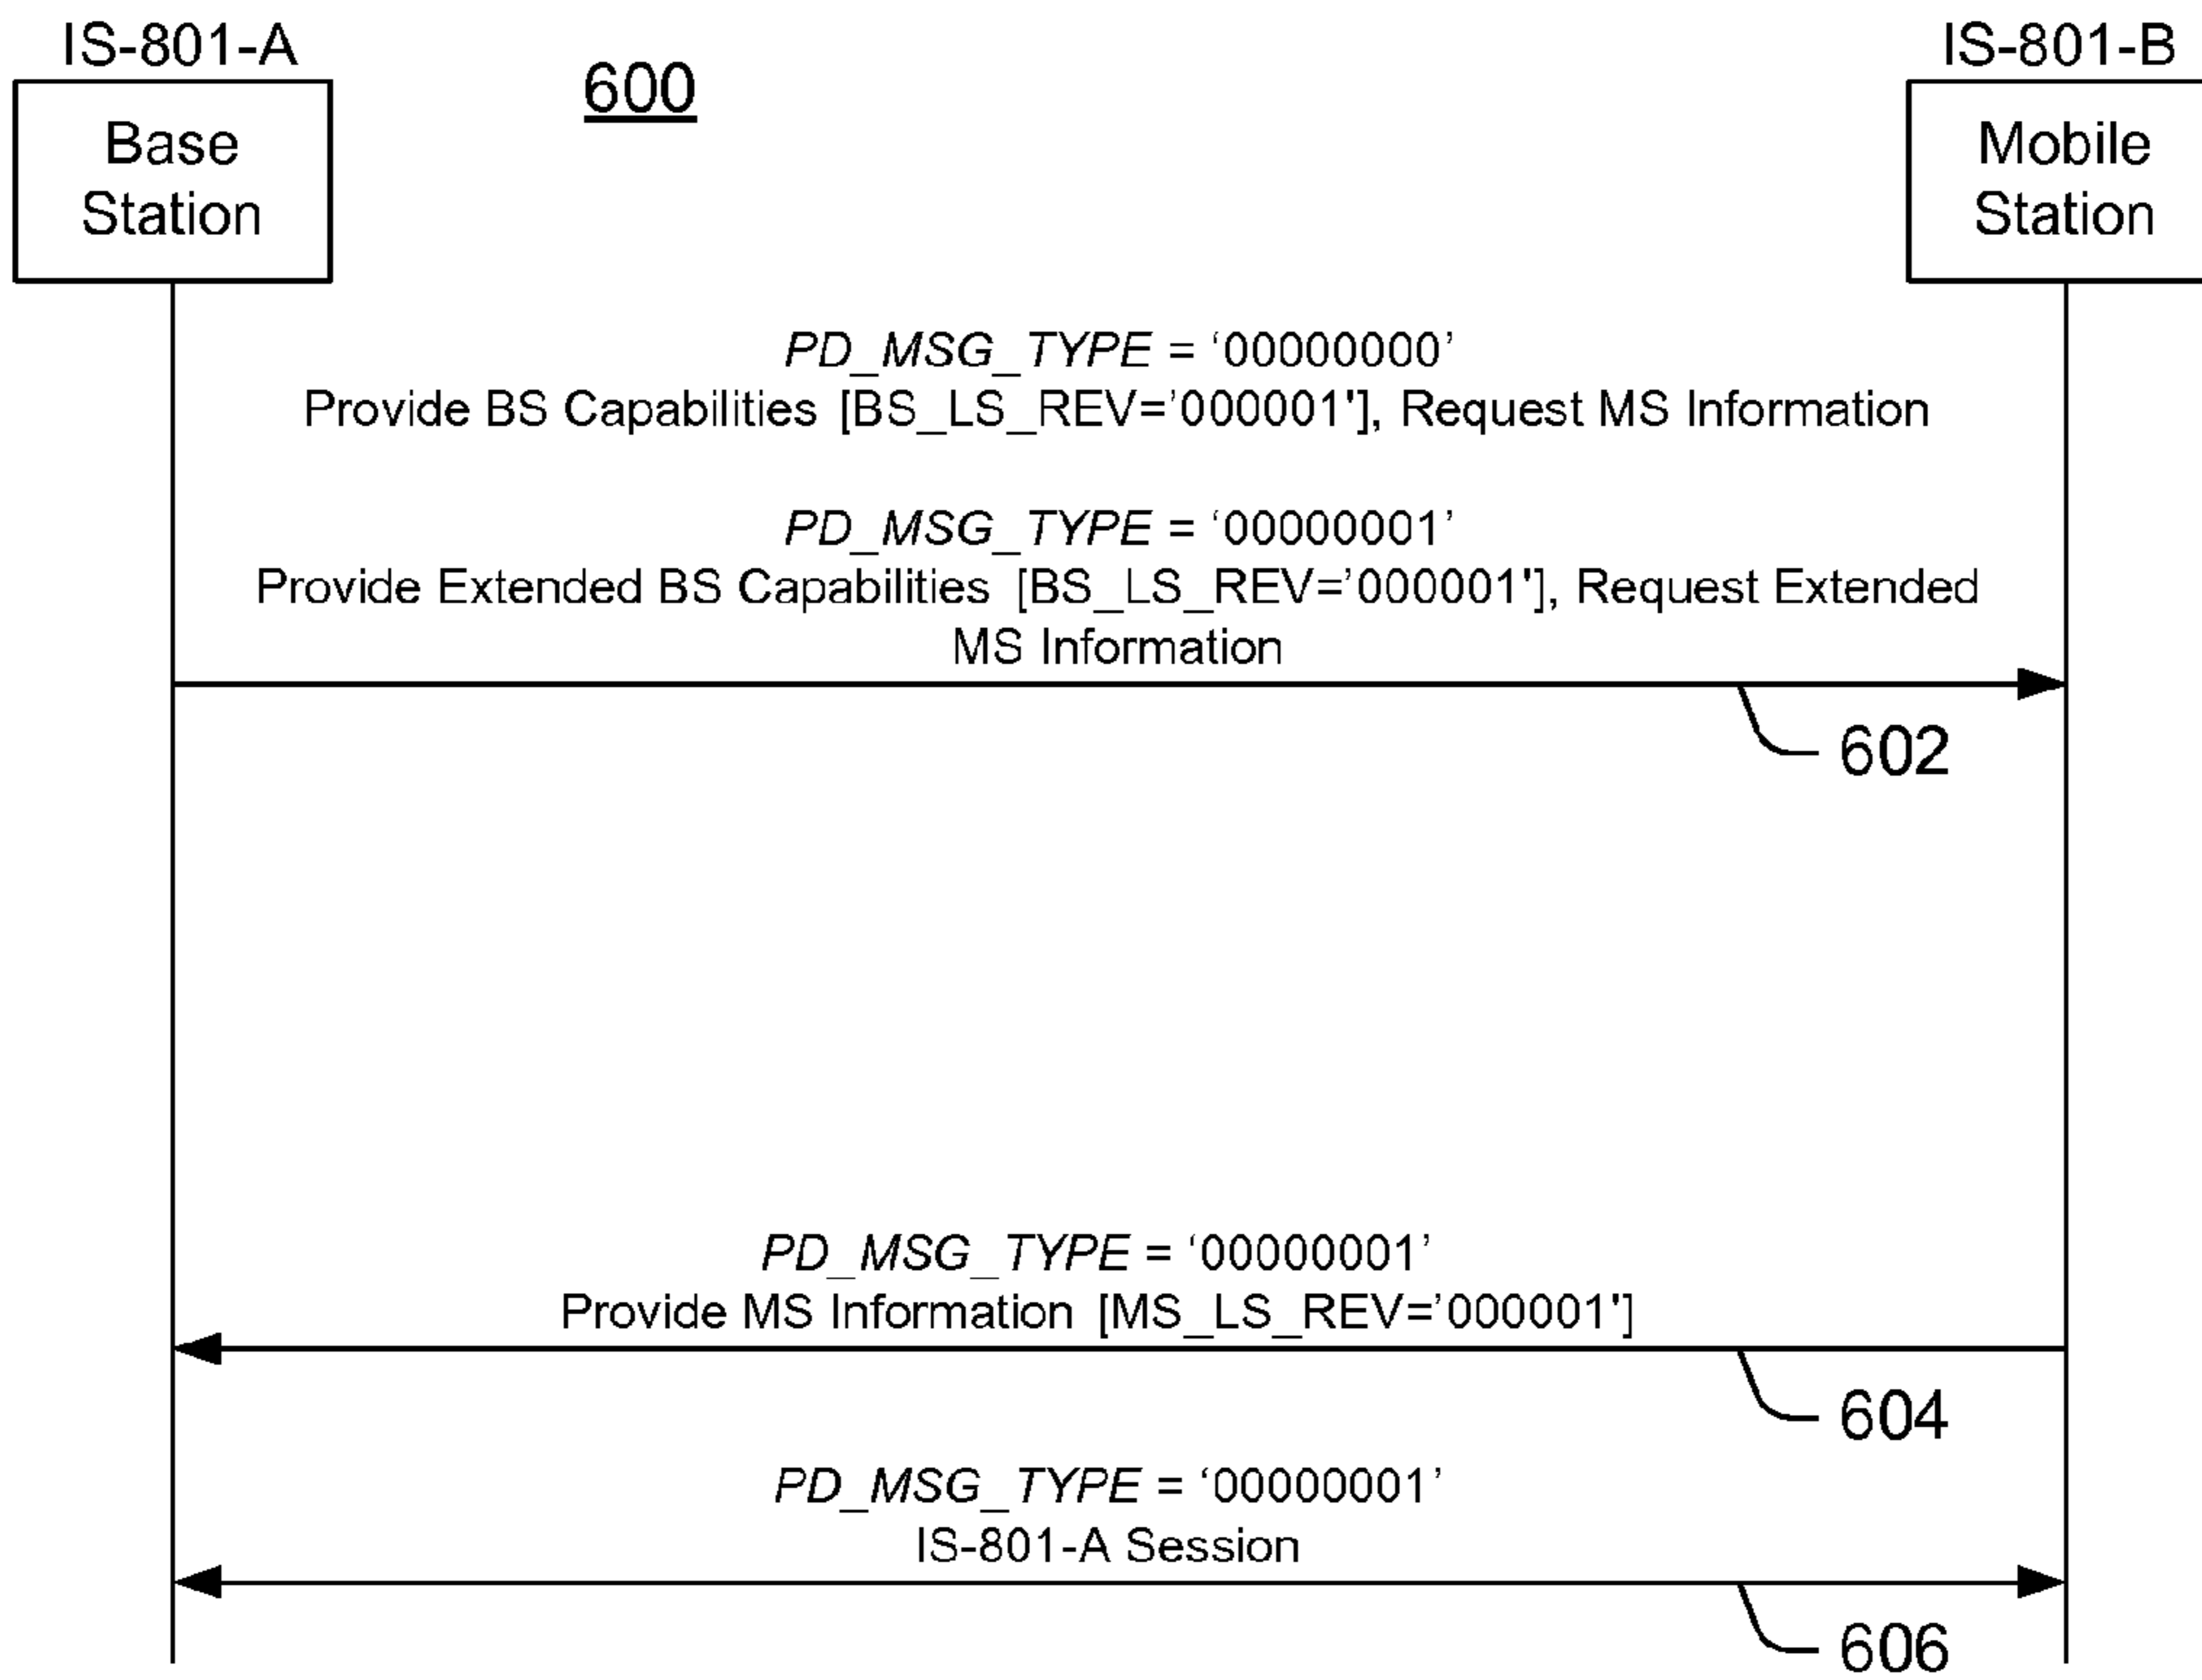 IS-801-A
600
IS-801-B
Base
Station
Mobile
Station
PD_MSG_TYPE = ‘00000000’
Provide BS Capabilities [BS_LS_REV=’000001'], Request MS Information
PD_MSG_TYPE = ‘00000001’
Provide Extended BS Capabilities [BS_LS_REV=’000001'], Request Extended
MS Information
602
PD_MSG_TYPE = ‘00000001’
Provide MS Information [MS_LS_REV=’000001']
604
PD_MSG_TYPE = ‘00000001’
IS-801-A Session
606